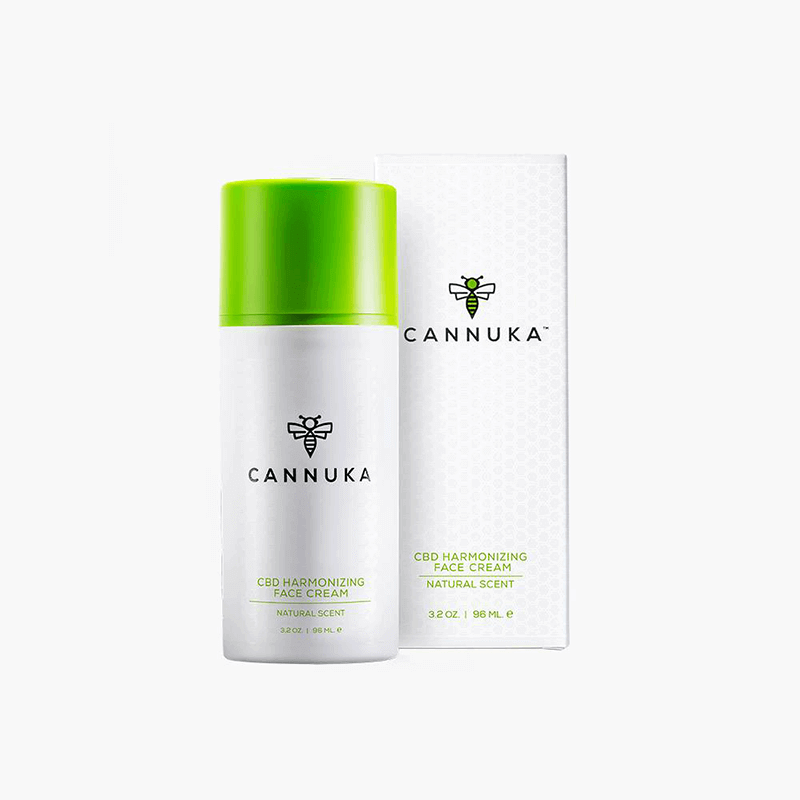 CANNUKA
CBD HARMONIZING
FACE CREAM
NATURAL SCENT
3.2 OZ. | 96 ML. e
CANNUKA™
CBD HARMONIZING
FACE CREAM
NATURAL SCENT
3.2 OZ. | 96 ML. e